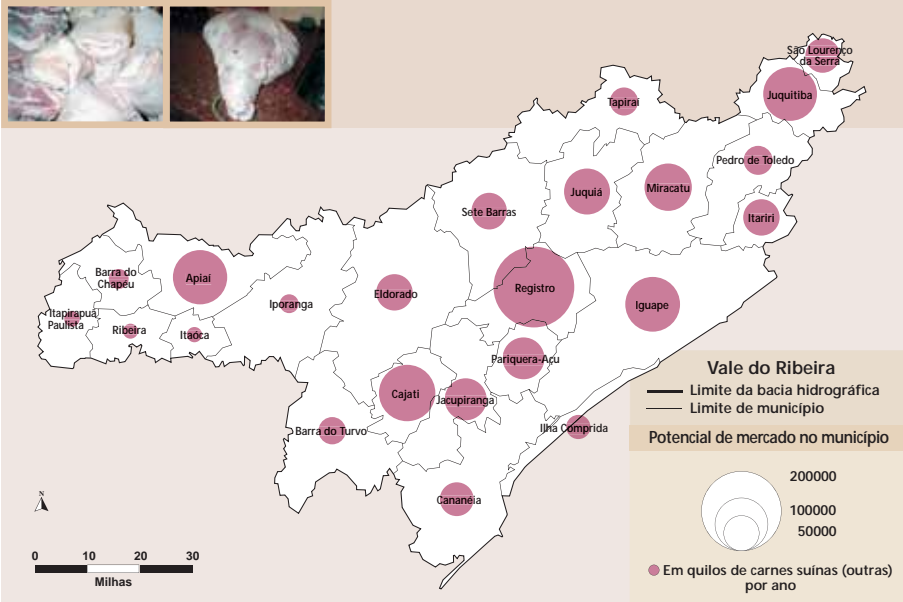 São Lourenço
da Serra
Juquitiba
Tapiraí
Pedro de Toledo
Juquiá
Miracatu
Sete Barras
Itariri
Barra do
Chapéu
Apiaí
Registro
Eldorado
Iporanga
Iguape
Itapirapuã
Paulista
Ribeira
Itaóca
Pariquera-Açu
Cajati
Jacupiranga
Barra do Turvo
Ilha Comprida
Cananéia
Vale do Ribeira
Limite da bacia hidrográfica
Limite de município
Potencial de mercado no município
200000
100000
50000
Em quilos de carnes suínas (outras)
por ano
N
0 10 20 30
Milhas